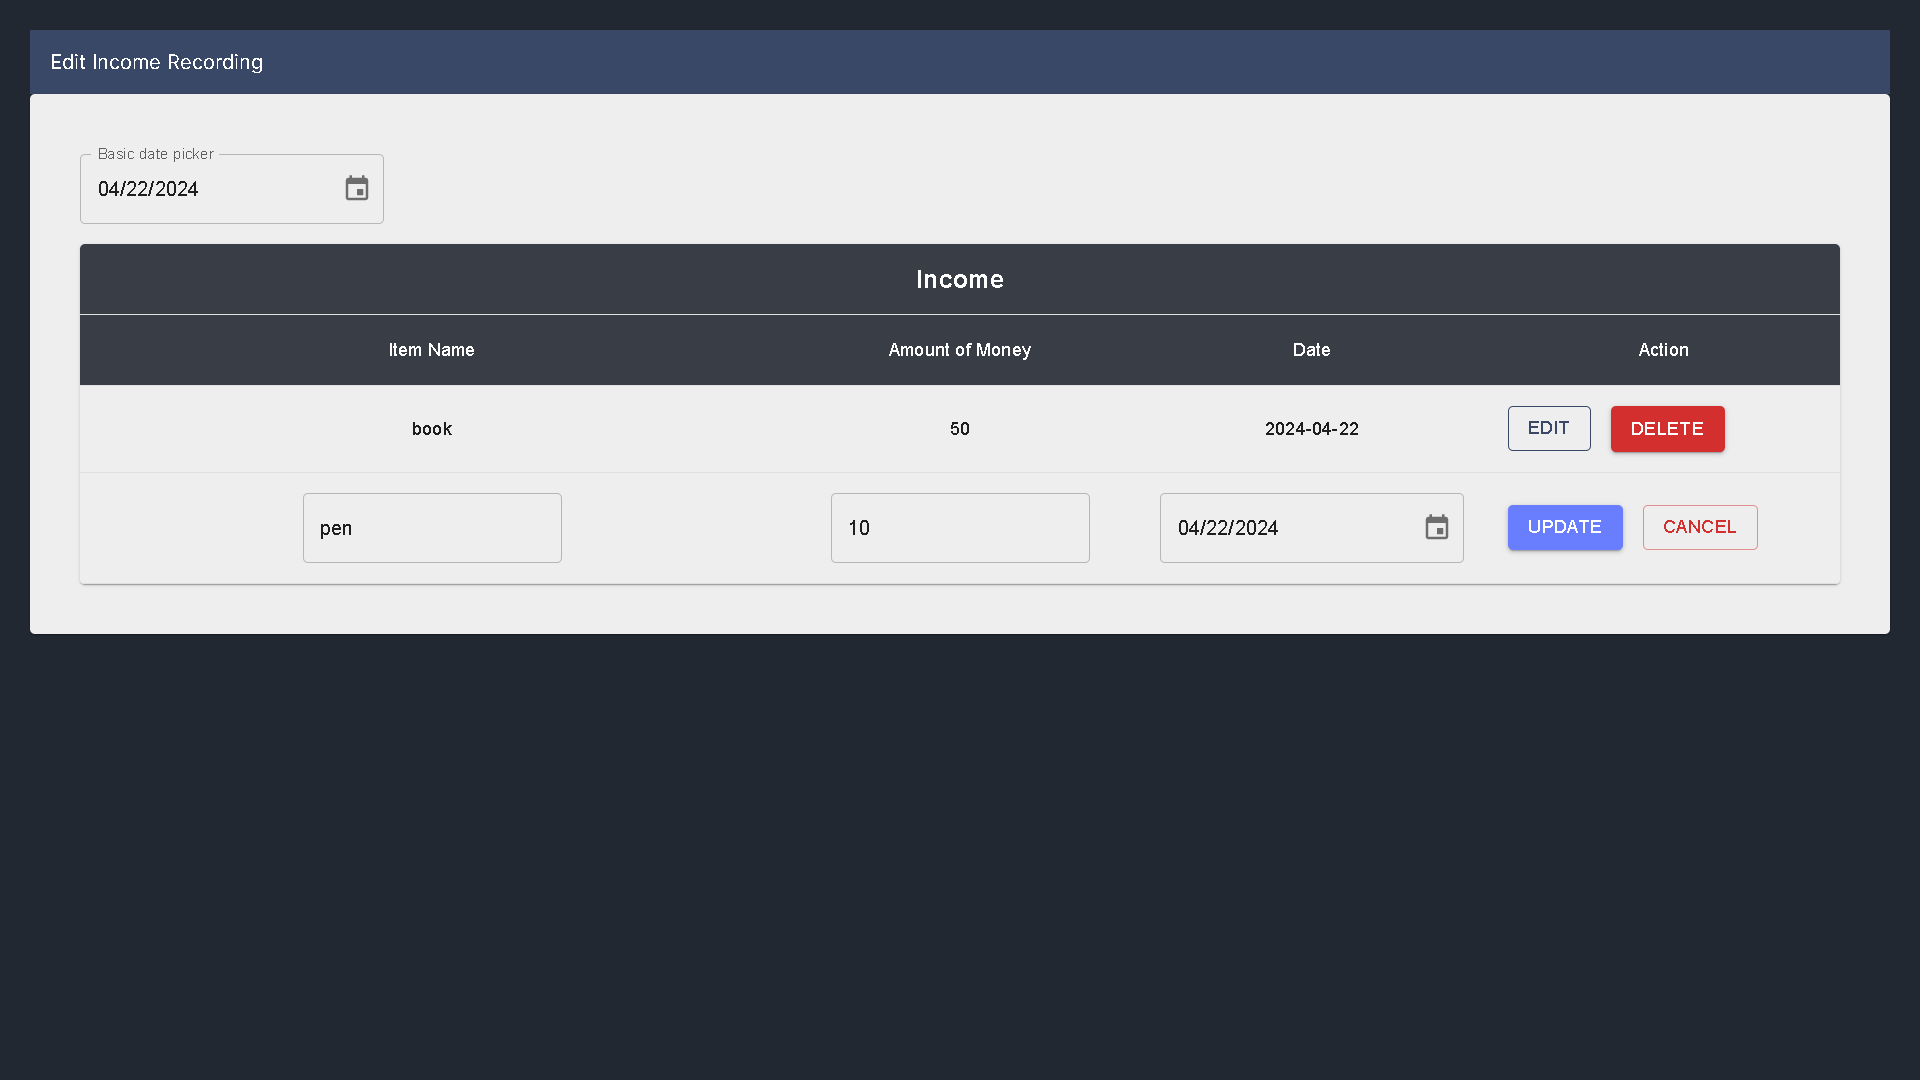 Edit Income Recording
Basic date picker
04/22/2024
Income
Item Name Amount of Money Date Action
book 50 2024-04-22 EDIT DELETE
pen 10 04/22/2024 UPDATE CANCEL